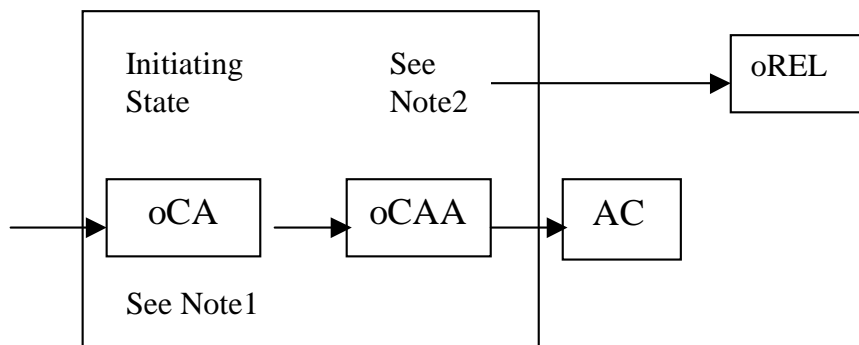 Initiating
State
See
Note2
oREL
oCA
oCAA
AC
See Note1